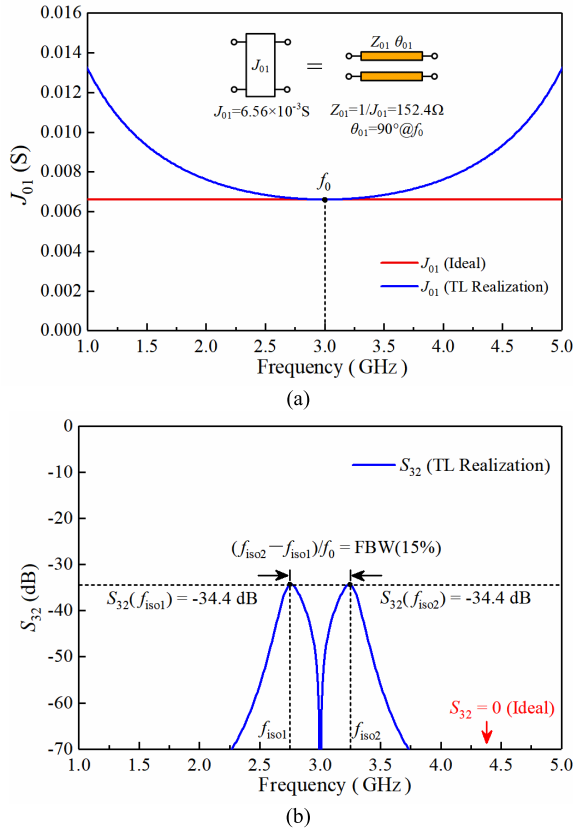 0.016
0.014
0.012
0.010
0.008
0.006
0.004
0.002
0.000
J01 (S)
J01
=
Z01 θ01
J01=6.56×10-3S
Z01=1/J01=152.4Ω
θ01=90°@f0
f0
J01 (Ideal)
J01 (TL Realization)
1.0 1.5 2.0 2.5 3.0 3.5 4.0 4.5 5.0
Frequency ( GHz )
(a)
0
-10
-20
-30
-40
-50
-60
-70
S32 (dB)
S32 (TL Realization)
(fiso2－fiso1)/f0 = FBW(15%)
S32(fiso1) = -34.4 dB
S32(fiso2) = -34.4 dB
fiso1
fiso2
S32 = 0 (Ideal)
1.0 1.5 2.0 2.5 3.0 3.5 4.0 4.5 5.0
Frequency ( GHz )
(b)